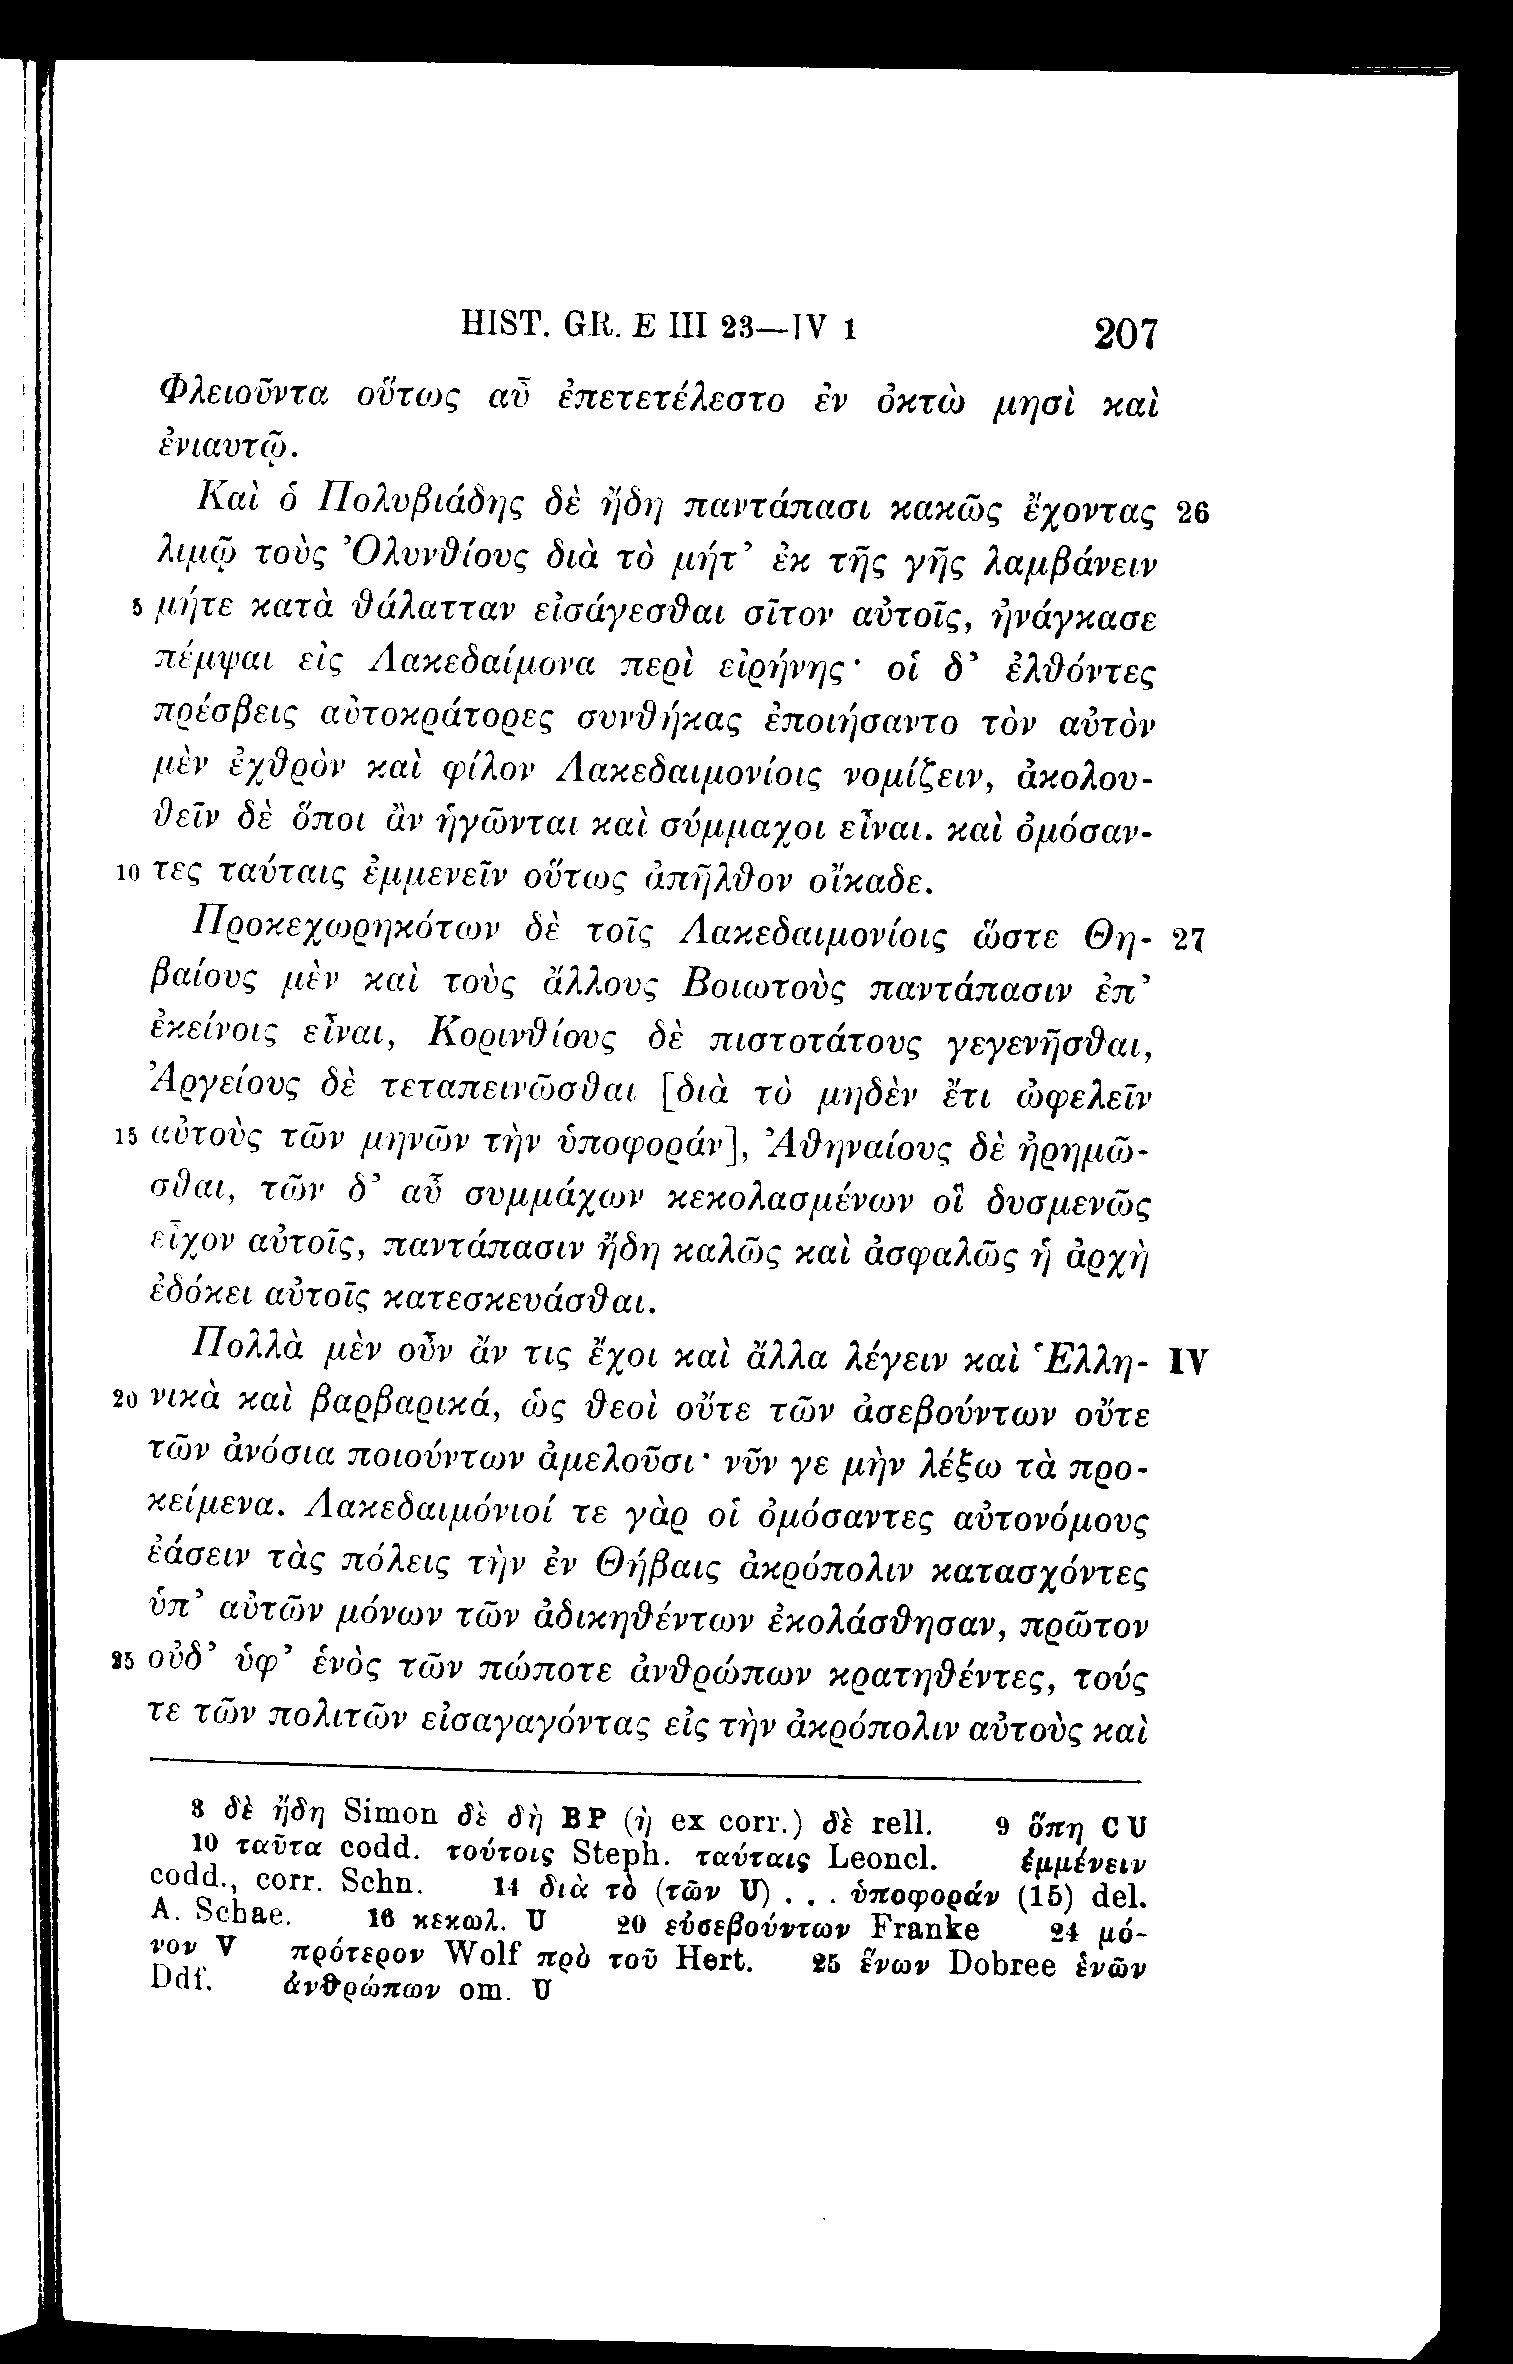 HIST. GR. E III 23—IV 1 207
Φλειοῦντα οὕτως αὖ ἐπετετέλεστο ἐν ὀκτὼ μησὶ καὶ
ἐνιαυτῷ.
Καὶ ὁ Πολυβιάδης δὲ ἤδη παντάπασι κακῶς ἔχοντας 26
λιμῷ τοὺς Ὀλυνθίους διὰ τὸ μήτ’ ἐκ τῆς γῆς λαμβάνειν
5 μήτε κατὰ θάλατταν εἰσάγεσθαι σῖτον αὐτοῖς, ἠνάγκασε
πέμψαι εἰς Λακεδαίμονα περὶ εἰρήνης· οἱ δ’ ἐλθόντες
πρέσβεις αὐτοκράτορες συνθήκας ἐποιήσαντο τὸν αὐτὸν
μὲν ἐχθρὸν καὶ φίλον Λακεδαιμονίοις νομίζειν, ἀκολου-
θεῖν δὲ ὅποι ἂν ἡγῶνται καὶ σύμμαχοι εἶναι. καὶ ὀμόσαν-
10 τες ταύταις ἐμμενεῖν οὕτως ἀπῆλθον οἴκαδε.
Προκεχωρηκότων δὲ τοῖς Λακεδαιμονίοις ὥστε Θη- 27
βαίους μὲν καὶ τοὺς ἄλλους Βοιωτοὺς παντάπασιν ἐπ’
ἐκείνοις εἶναι, Κορινθίους δὲ πιστοτάτους γεγενῆσθαι,
Ἀργείους δὲ τεταπεινῶσθαι [διὰ τὸ μηδὲν ἔτι ὠφελεῖν
15 αὐτοὺς τῶν μηνῶν τὴν ὑποφοράν], Ἀθηναίους δὲ ἠρημῶ-
σθαι, τῶν δ’ αὖ συμμάχων κεκολασμένων οἳ δυσμενῶς
εἶχον αὐτοῖς, παντάπασιν ἤδη καλῶς καὶ ἀσφαλῶς ἡ ἀρχὴ
ἐδόκει αὐτοῖς κατεσκευάσθαι.
Πολλὰ μὲν οὖν ἄν τις ἔχοι καὶ ἄλλα λέγειν καὶ Ἑλλη- IV
20 νικὰ καὶ βαρβαρικά, ὡς θεοὶ οὔτε τῶν ἀσεβούντων οὔτε
τῶν ἀνόσια ποιούντων ἀμελοῦσι· νῦν γε μὴν λέξω τὰ προ-
κείμενα. Λακεδαιμόνιοί τε γὰρ οἱ ὀμόσαντες αὐτονόμους
ἐάσειν τὰς πόλεις τὴν ἐν Θήβαις ἀκρόπολιν κατασχόντες
ὑπ’ αὐτῶν μόνων τῶν ἀδικηθέντων ἐκολάσθησαν, πρῶτον
25 οὐδ’ ὑφ’ ἑνὸς τῶν πώποτε ἀνθρώπων κρατηθέντες, τούς
τε τῶν πολιτῶν εἰσαγαγόντας εἰς τὴν ἀκρόπολιν αὐτοὺς καὶ
3 δὲ ἤδη Simon δὲ δὴ BP (ὴ ex corr.) δὲ rell. 9 ὅπη CU
10 ταῦτα codd. τούτοις Steph. ταύταις Leoncl. ἐμμένειν
codd., corr. Schn. 14 διὰ τὸ (τῶν U) . . . ὑποφοράν (15) del.
A. Schae. 16 κεκωλ. U 20 εὐσεβούντων Franke 24 μό-
νον V πρότερον Wolf πρὸ τοῦ Hert. 25 ἕνων Dobree ἑνῶν
Ddf. ἀνθρώπων om. U